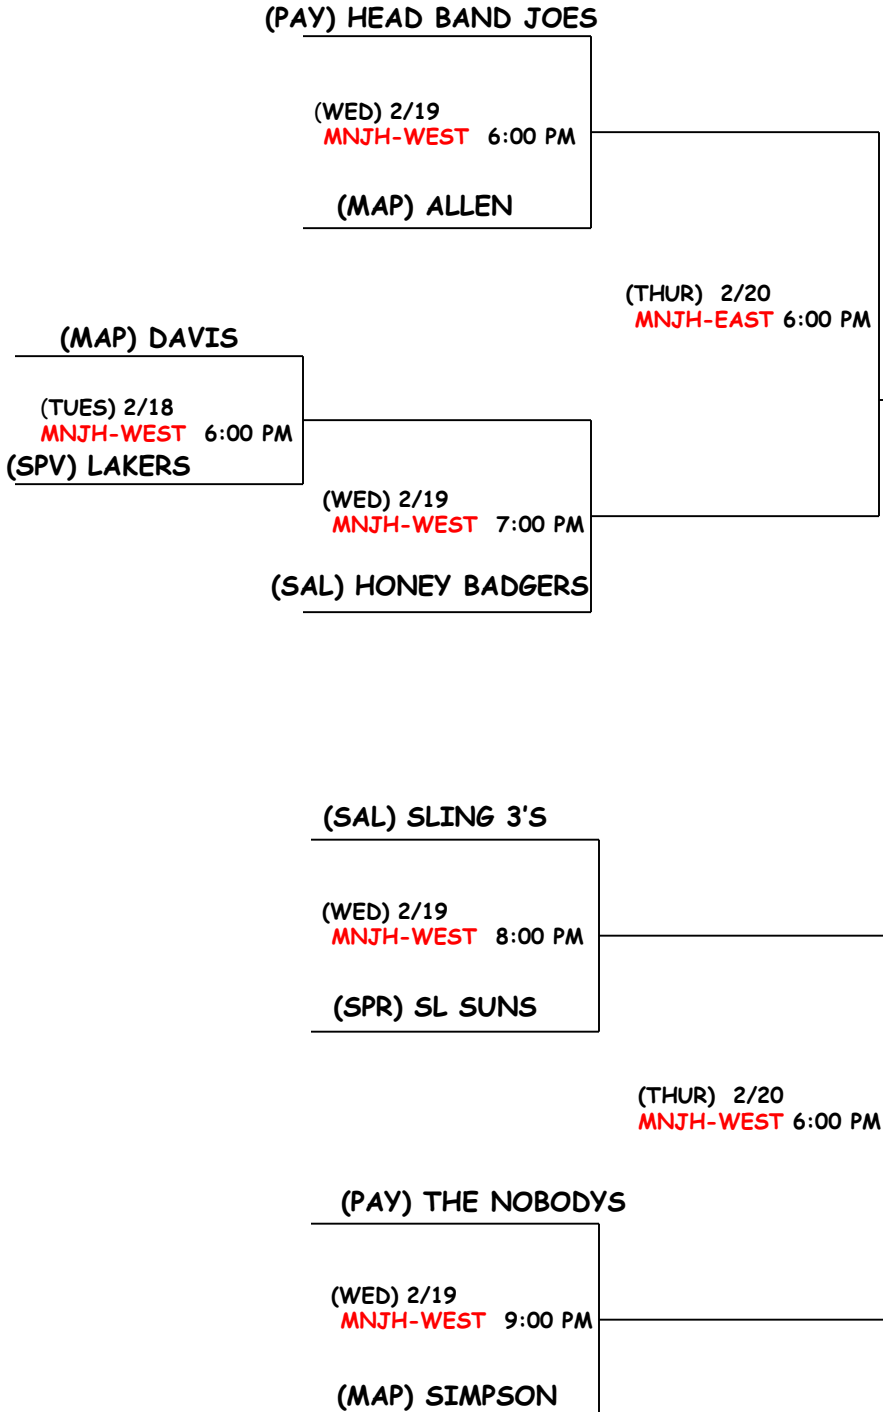 (PAY) HEAD BAND JOES
(WED) 2/19
MNJH-WEST 6:00 PM
(MAP) ALLEN
(THUR) 2/20
MNJH-EAST 6:00 PM
(MAP) DAVIS
(TUES) 2/18
MNJH-WEST 6:00 PM
(SPV) LAKERS
(WED) 2/19
MNJH-WEST 7:00 PM
(SAL) HONEY BADGERS
(SAL) SLING 3'S
(WED) 2/19
MNJH-WEST 8:00 PM
(SPR) SL SUNS
(THUR) 2/20
MNJH-WEST 6:00 PM
(PAY) THE NOBODYS
(WED) 2/19
MNJH-WEST 9:00 PM
(MAP) SIMPSON